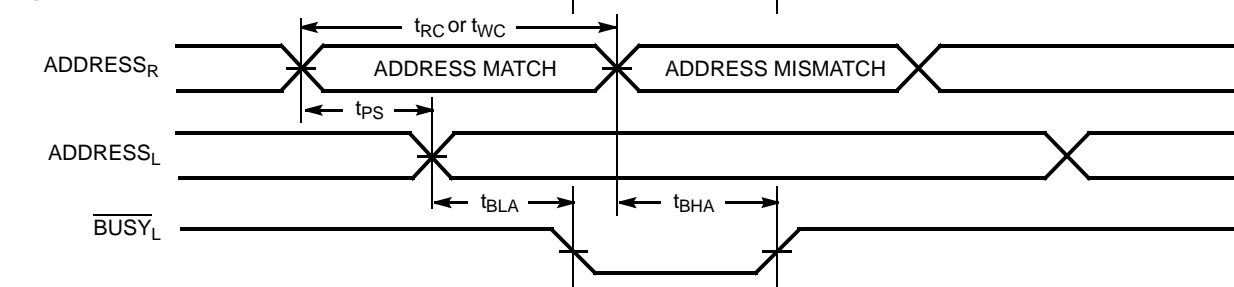 tRC or tWC
ADDRESSR ADDRESS MATCH ADDRESS MISMATCH
tPS
ADDRESSL
tBLA tBHA
BUSYL